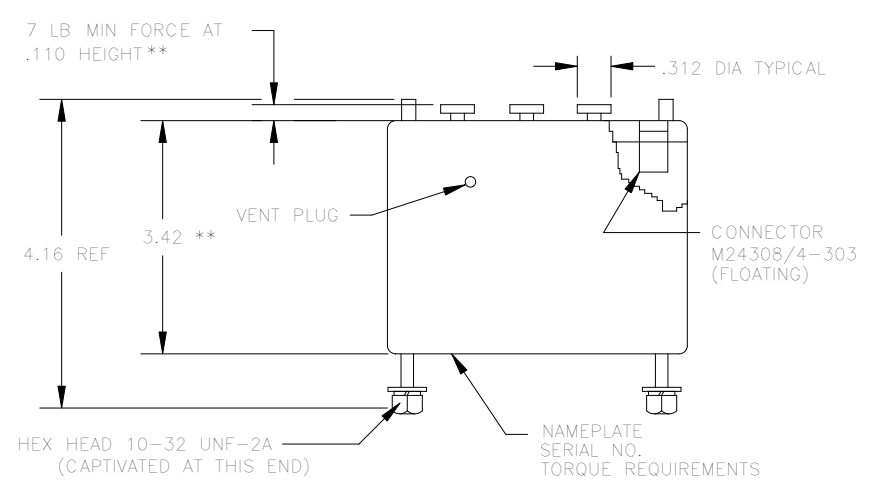 7 LB MIN FORCE AT
.110 HEIGHT**
.312 DIA TYPICAL
VENT PLUG
3.42 **
4.16 REF
CONNECTOR
M24308/4-303
(FLOATING)
HEX HEAD 10-32 UNF-2A
(CAPTIVATED AT THIS END)
NAMEPLATE
SERIAL NO.
TORQUE REQUIREMENTS